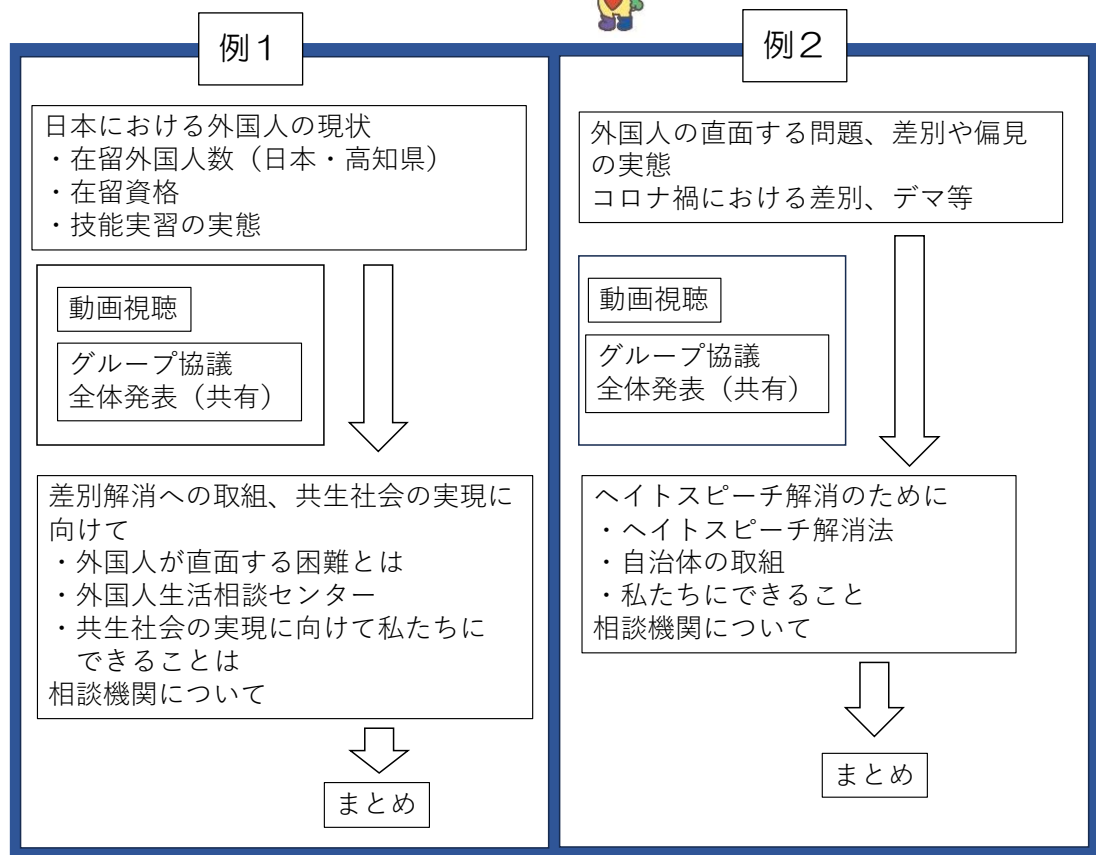 例１
日本における外国人の現状
・在留外国人数（日本・高知県）
・在留資格
・技能実習の実態
動画視聴
グループ協議
全体発表（共有）
差別解消への取組、共生社会の実現に
向けて
・外国人が直面する困難とは
・外国人生活相談センター
・共生社会の実現に向けて私たちに
できることは
相談機関について
まとめ
例２
外国人の直面する問題、差別や偏見
の実態
コロナ禍における差別、デマ等
動画視聴
グループ協議
全体発表（共有）
ヘイトスピーチ解消のために
・ヘイトスピーチ解消法
・自治体の取組
・私たちにできること
相談機関について
まとめ